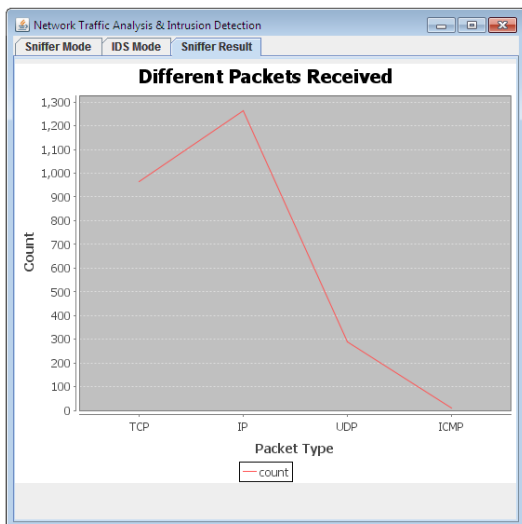 Network Traffic Analysis & Intrusion Detection
Sniffer Mode IDS Mode Sniffer Result
Different Packets Received
1,300
1,200
1,100
1,000
900
800
700
600
500
400
300
200
100
0
Count
TCP IP UDP ICMP
Packet Type
count